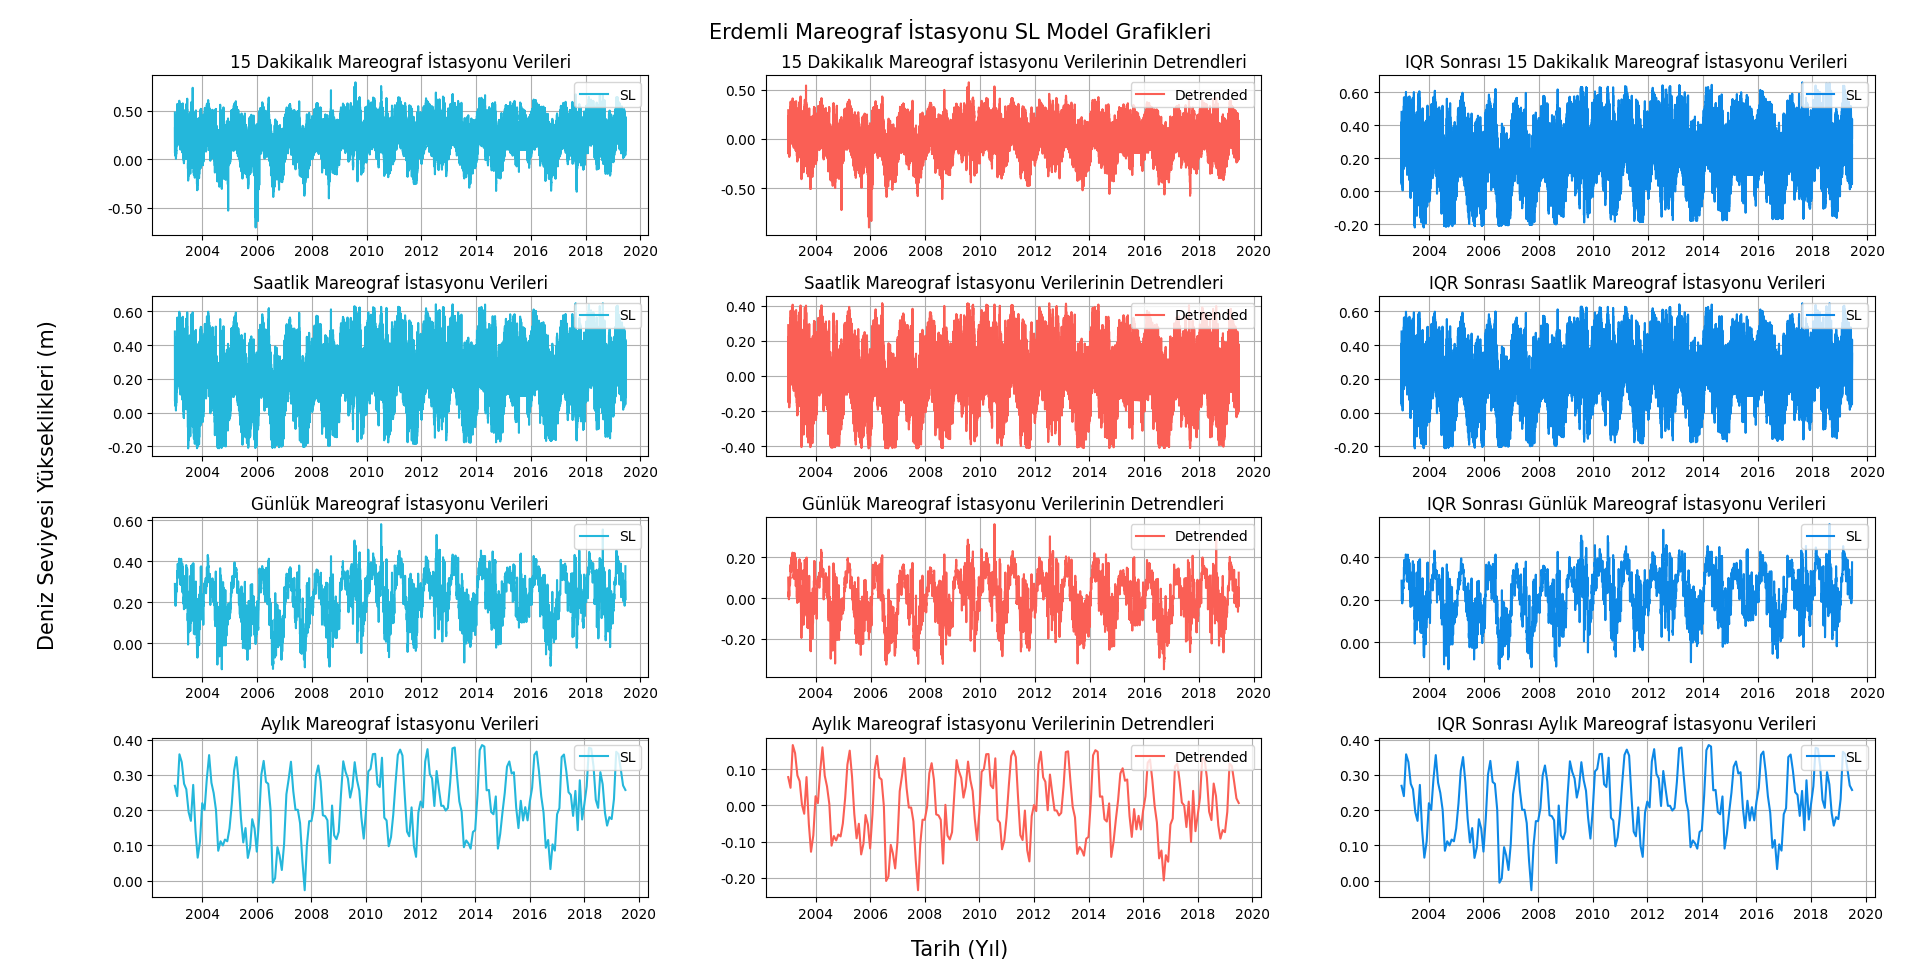 Erdemli Mareograf İstasyonu SL Model Grafikleri
15 Dakikalık Mareograf İstasyonu Verileri
15 Dakikalık Mareograf İstasyonu Verilerinin Detrendleri
IQR Sonrası 15 Dakikalık Mareograf İstasyonu Verileri
SL
Detrended
SL
0.50
0.00
-0.50
0.50
0.00
-0.50
0.60
0.40
0.20
0.00
-0.20
2004 2006 2008 2010 2012 2014 2016 2018 2020
2004 2006 2008 2010 2012 2014 2016 2018 2020
2004 2006 2008 2010 2012 2014 2016 2018 2020
Saatlik Mareograf İstasyonu Verileri
Saatlik Mareograf İstasyonu Verilerinin Detrendleri
IQR Sonrası Saatlik Mareograf İstasyonu Verileri
SL
Detrended
SL
0.60
0.40
0.20
0.00
-0.20
0.40
0.20
0.00
-0.20
-0.40
0.60
0.40
0.20
0.00
-0.20
2004 2006 2008 2010 2012 2014 2016 2018 2020
2004 2006 2008 2010 2012 2014 2016 2018 2020
2004 2006 2008 2010 2012 2014 2016 2018 2020
Deniz Seviyesi Yükseklikleri (m)
Günlük Mareograf İstasyonu Verileri
Günlük Mareograf İstasyonu Verilerinin Detrendleri
IQR Sonrası Günlük Mareograf İstasyonu Verileri
SL
Detrended
SL
0.60
0.40
0.20
0.00
0.20
0.00
-0.20
0.40
0.20
0.00
2004 2006 2008 2010 2012 2014 2016 2018 2020
2004 2006 2008 2010 2012 2014 2016 2018 2020
2004 2006 2008 2010 2012 2014 2016 2018 2020
Aylık Mareograf İstasyonu Verileri
Aylık Mareograf İstasyonu Verilerinin Detrendleri
IQR Sonrası Aylık Mareograf İstasyonu Verileri
SL
Detrended
SL
0.40
0.30
0.20
0.10
0.00
0.10
0.00
-0.10
-0.20
0.40
0.30
0.20
0.10
0.00
2004 2006 2008 2010 2012 2014 2016 2018 2020
2004 2006 2008 2010 2012 2014 2016 2018 2020
2004 2006 2008 2010 2012 2014 2016 2018 2020
Tarih (Yıl)